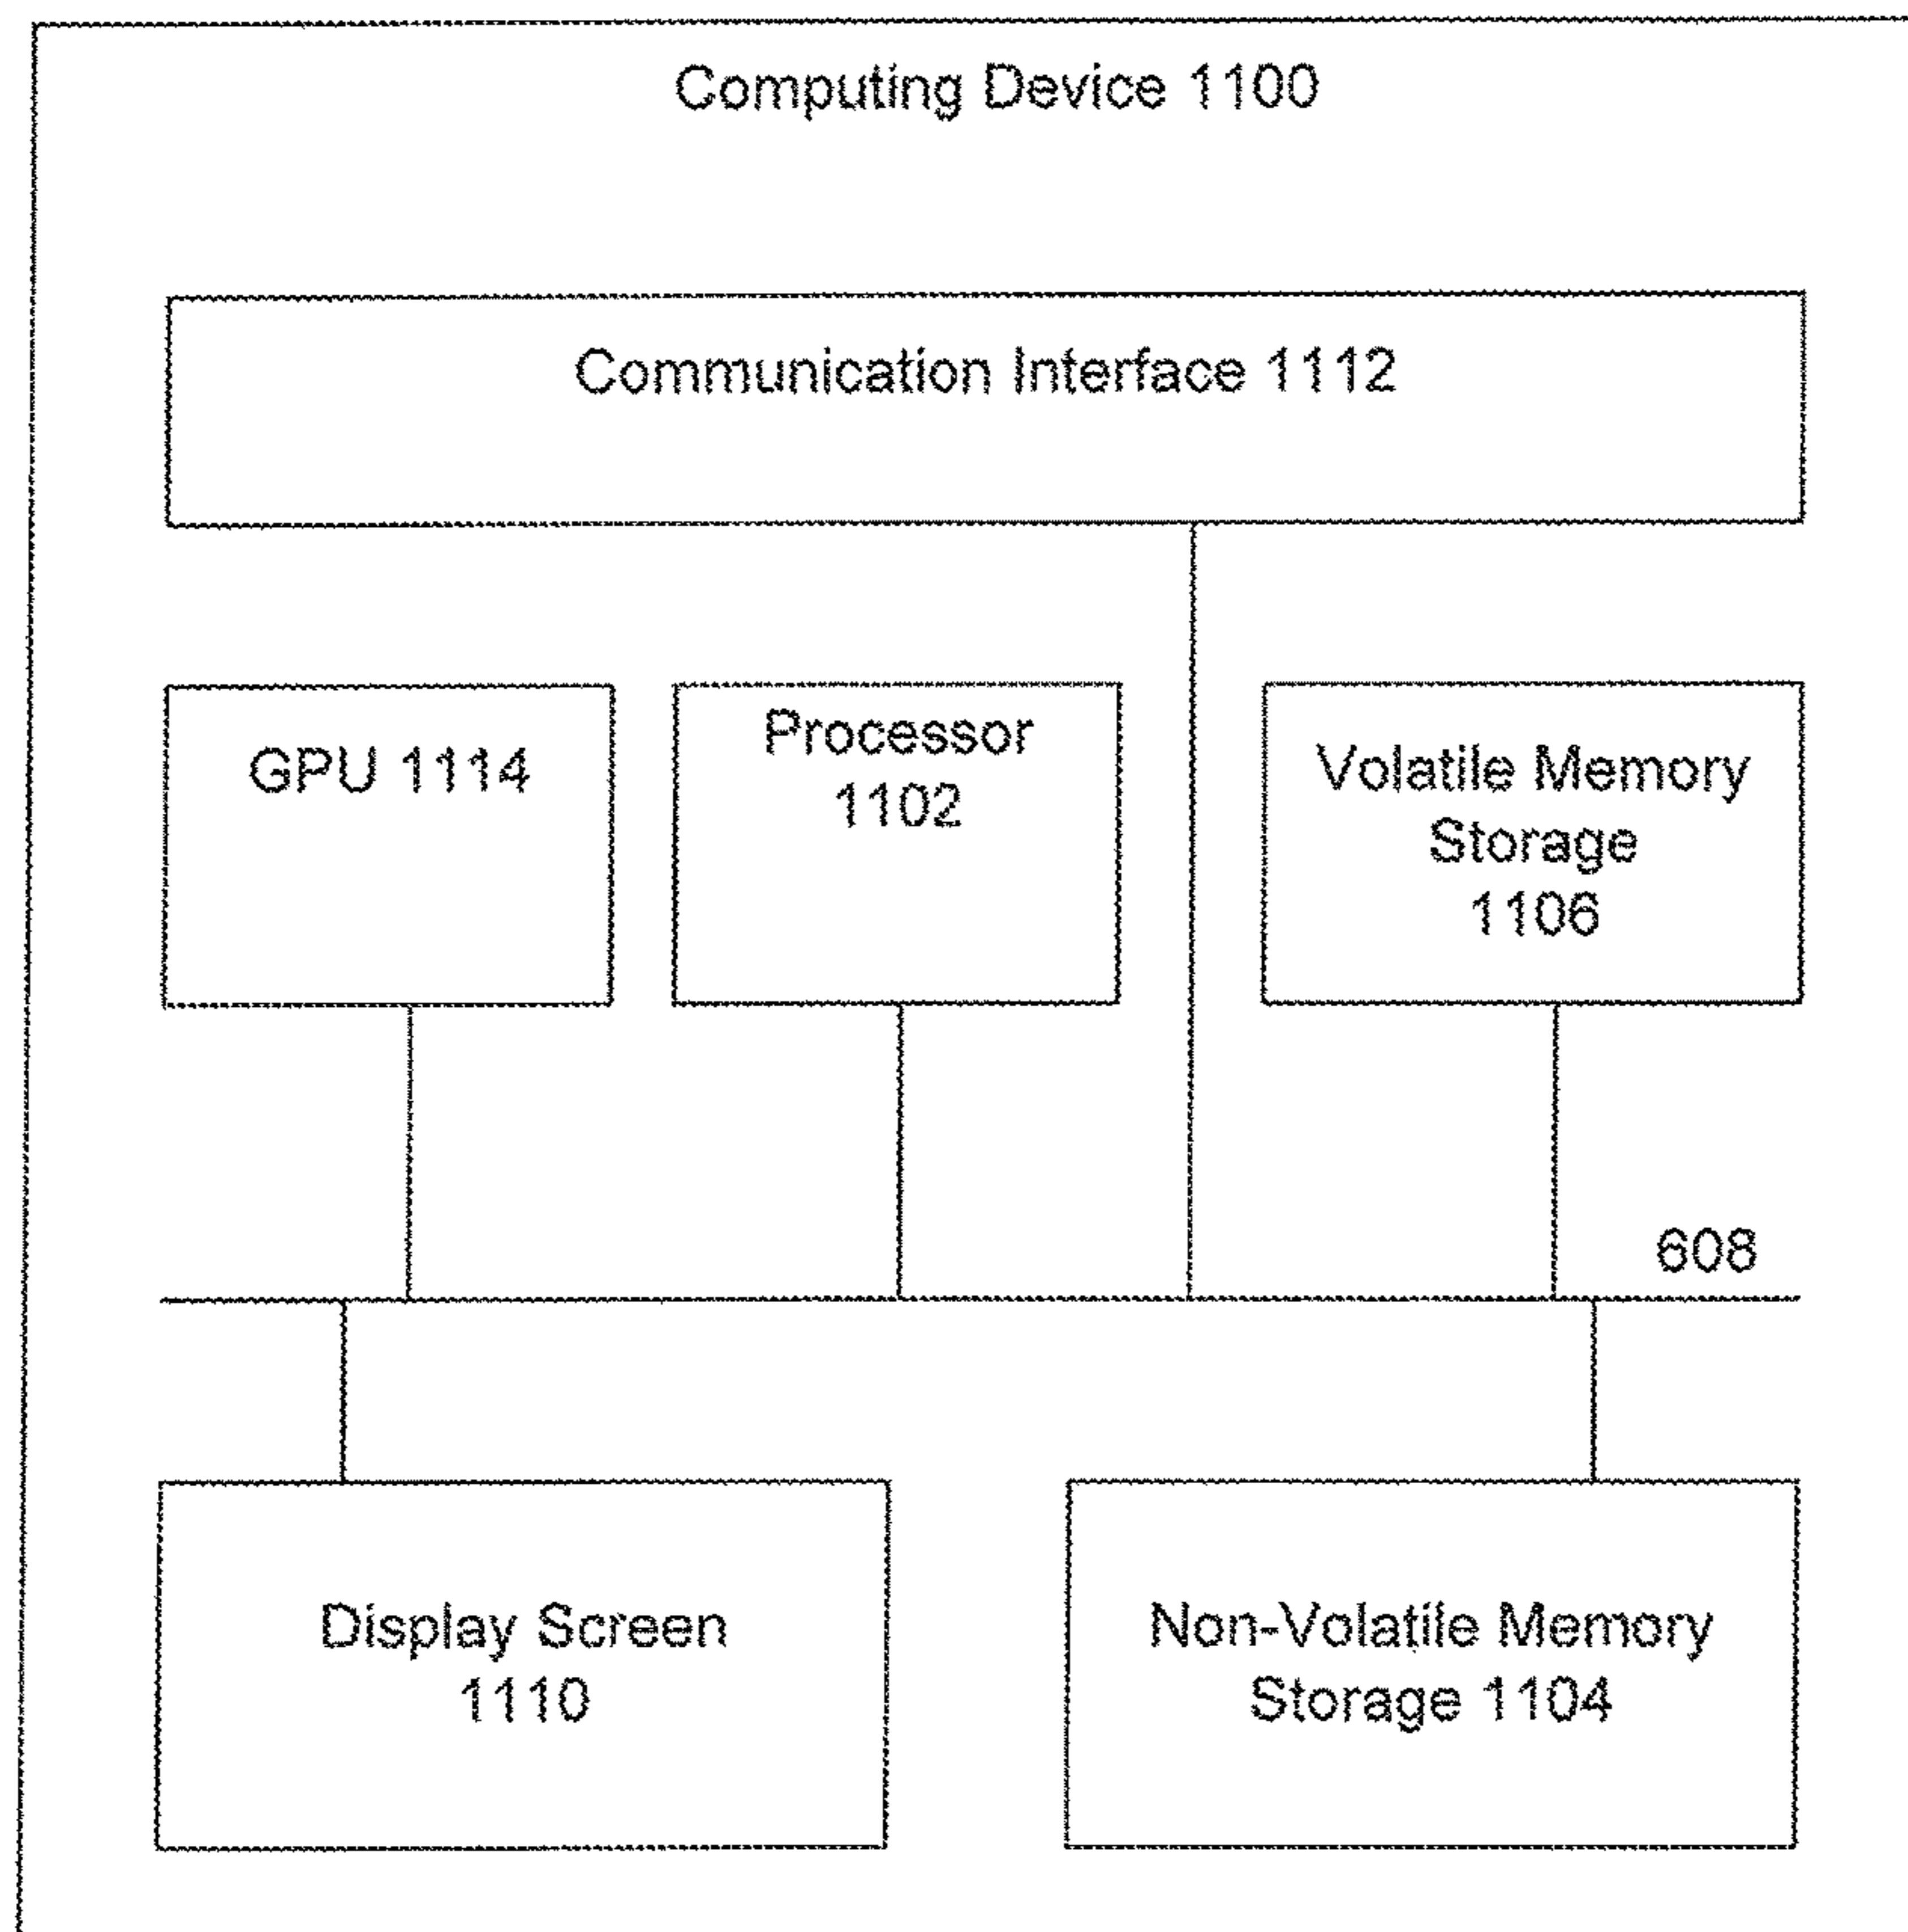 Computing Device 1100
Communication Interface 1112
GPU 1114
Processor
1102
Volatile Memory
Storage
1106
608
Display Screen
1110
Non-Volatile Memory
Storage 1104